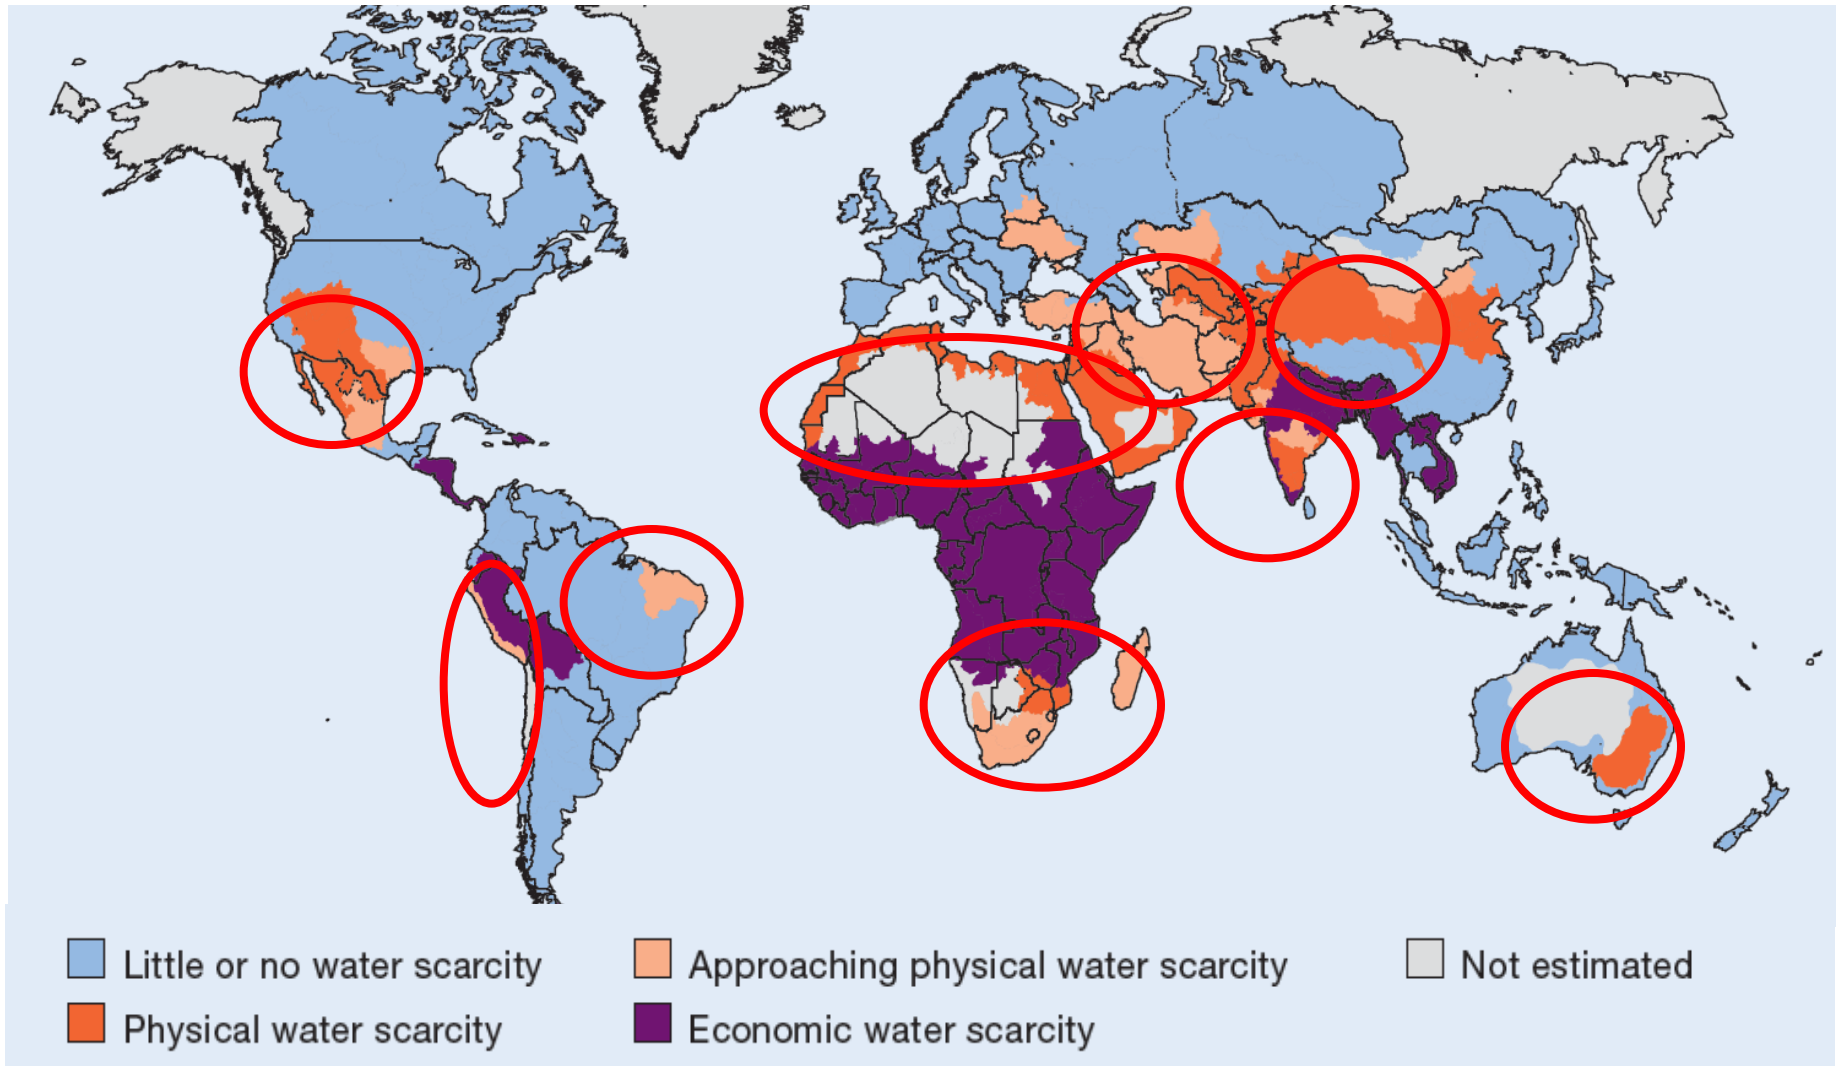 Little or no water scarcity
Approaching physical water scarcity
Not estimated
Physical water scarcity
Economic water scarcity